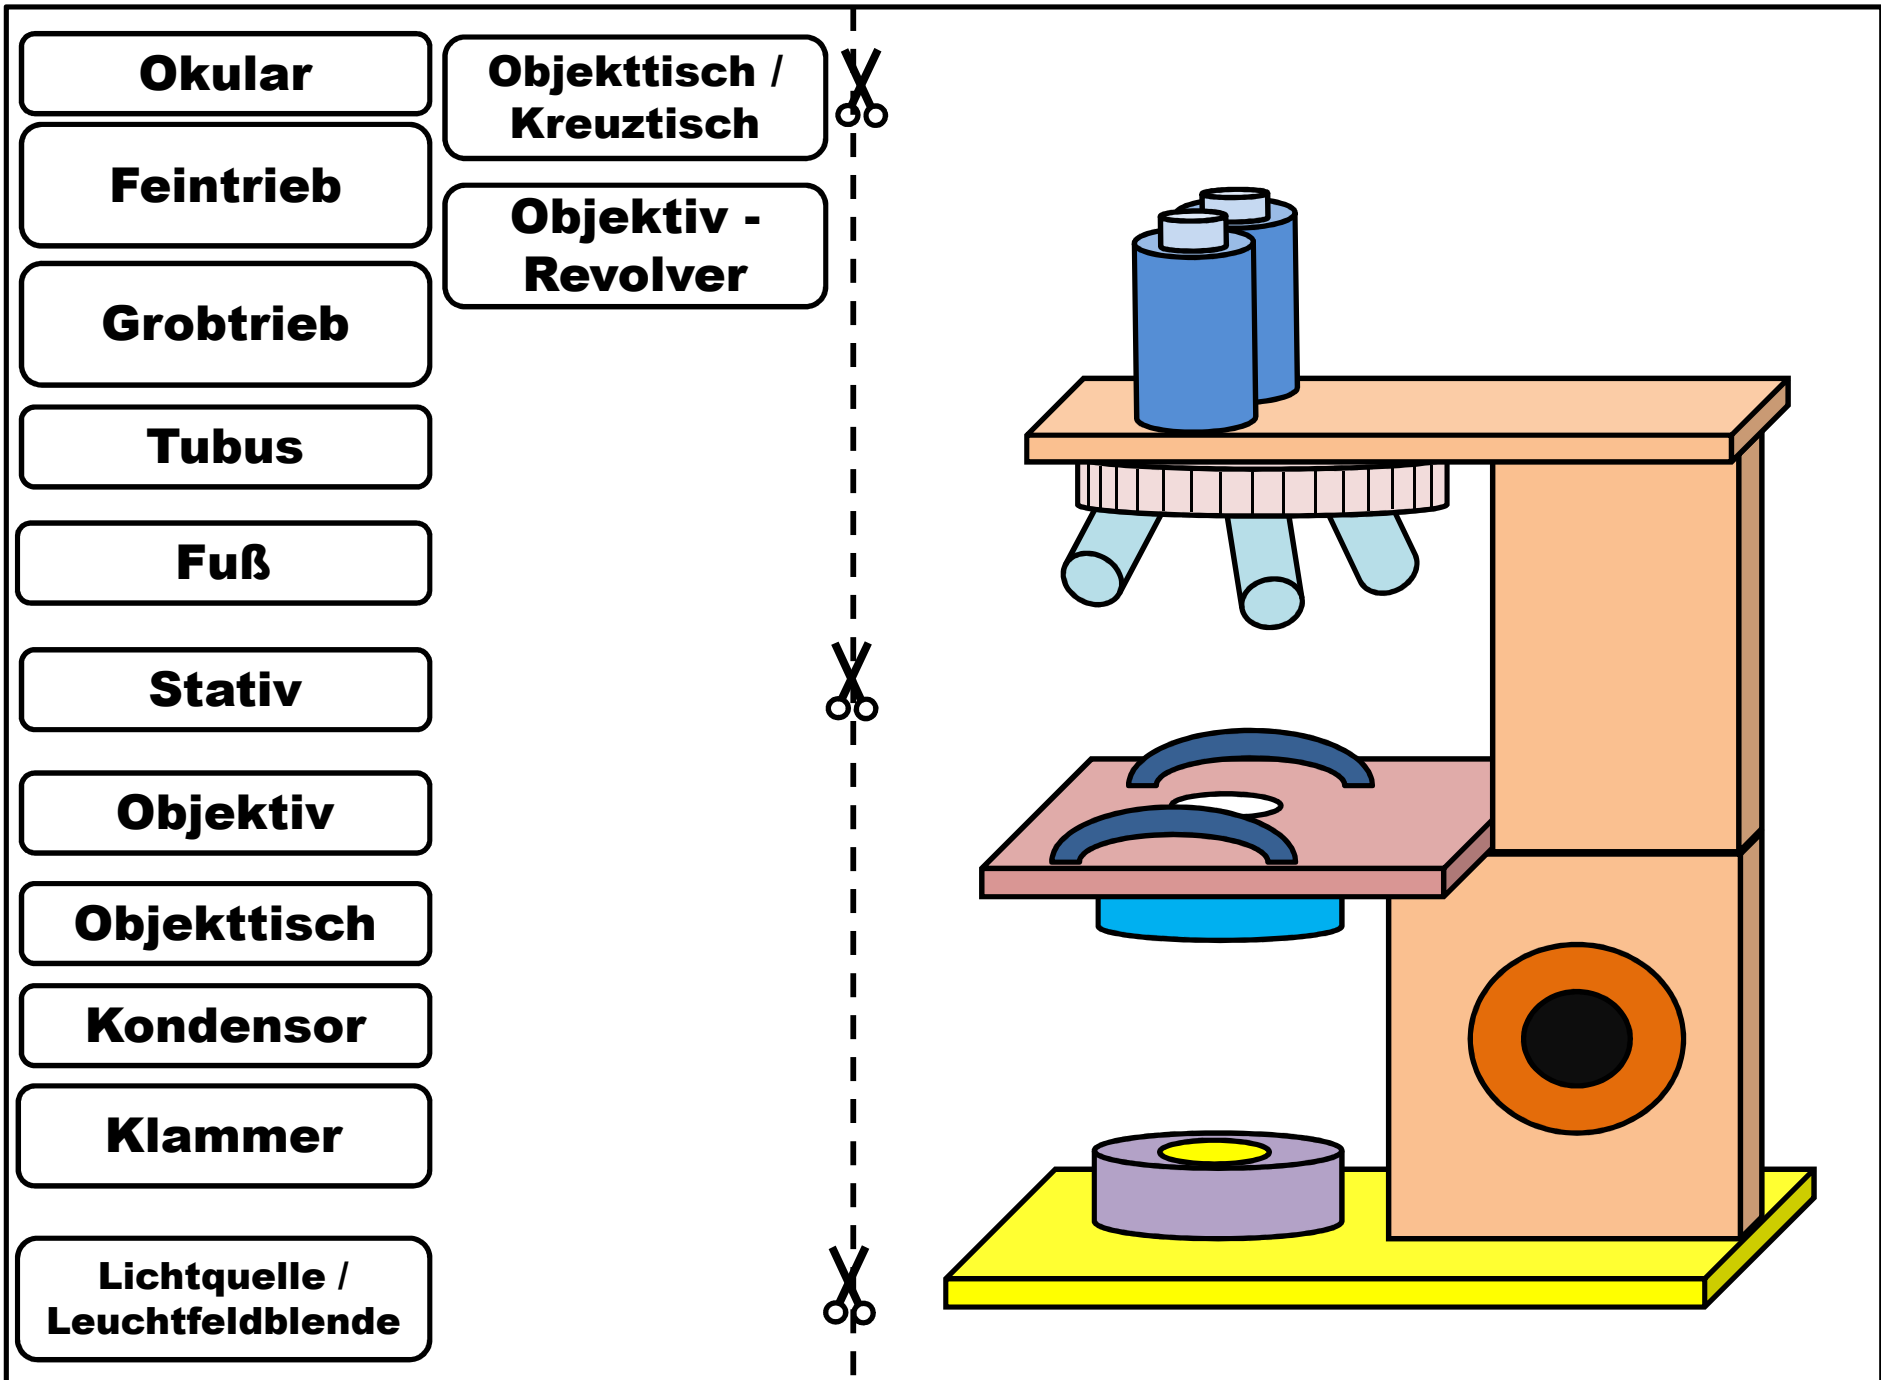 Okular
Feintrieb
Grobtrieb
Tubus
Fuß
Stativ
Objektiv
Objekttisch
Kondensor
Klammer
Lichtquelle /
Leuchtfeldblende
Objekttisch /
Kreuztisch
Objektiv -
Revolver